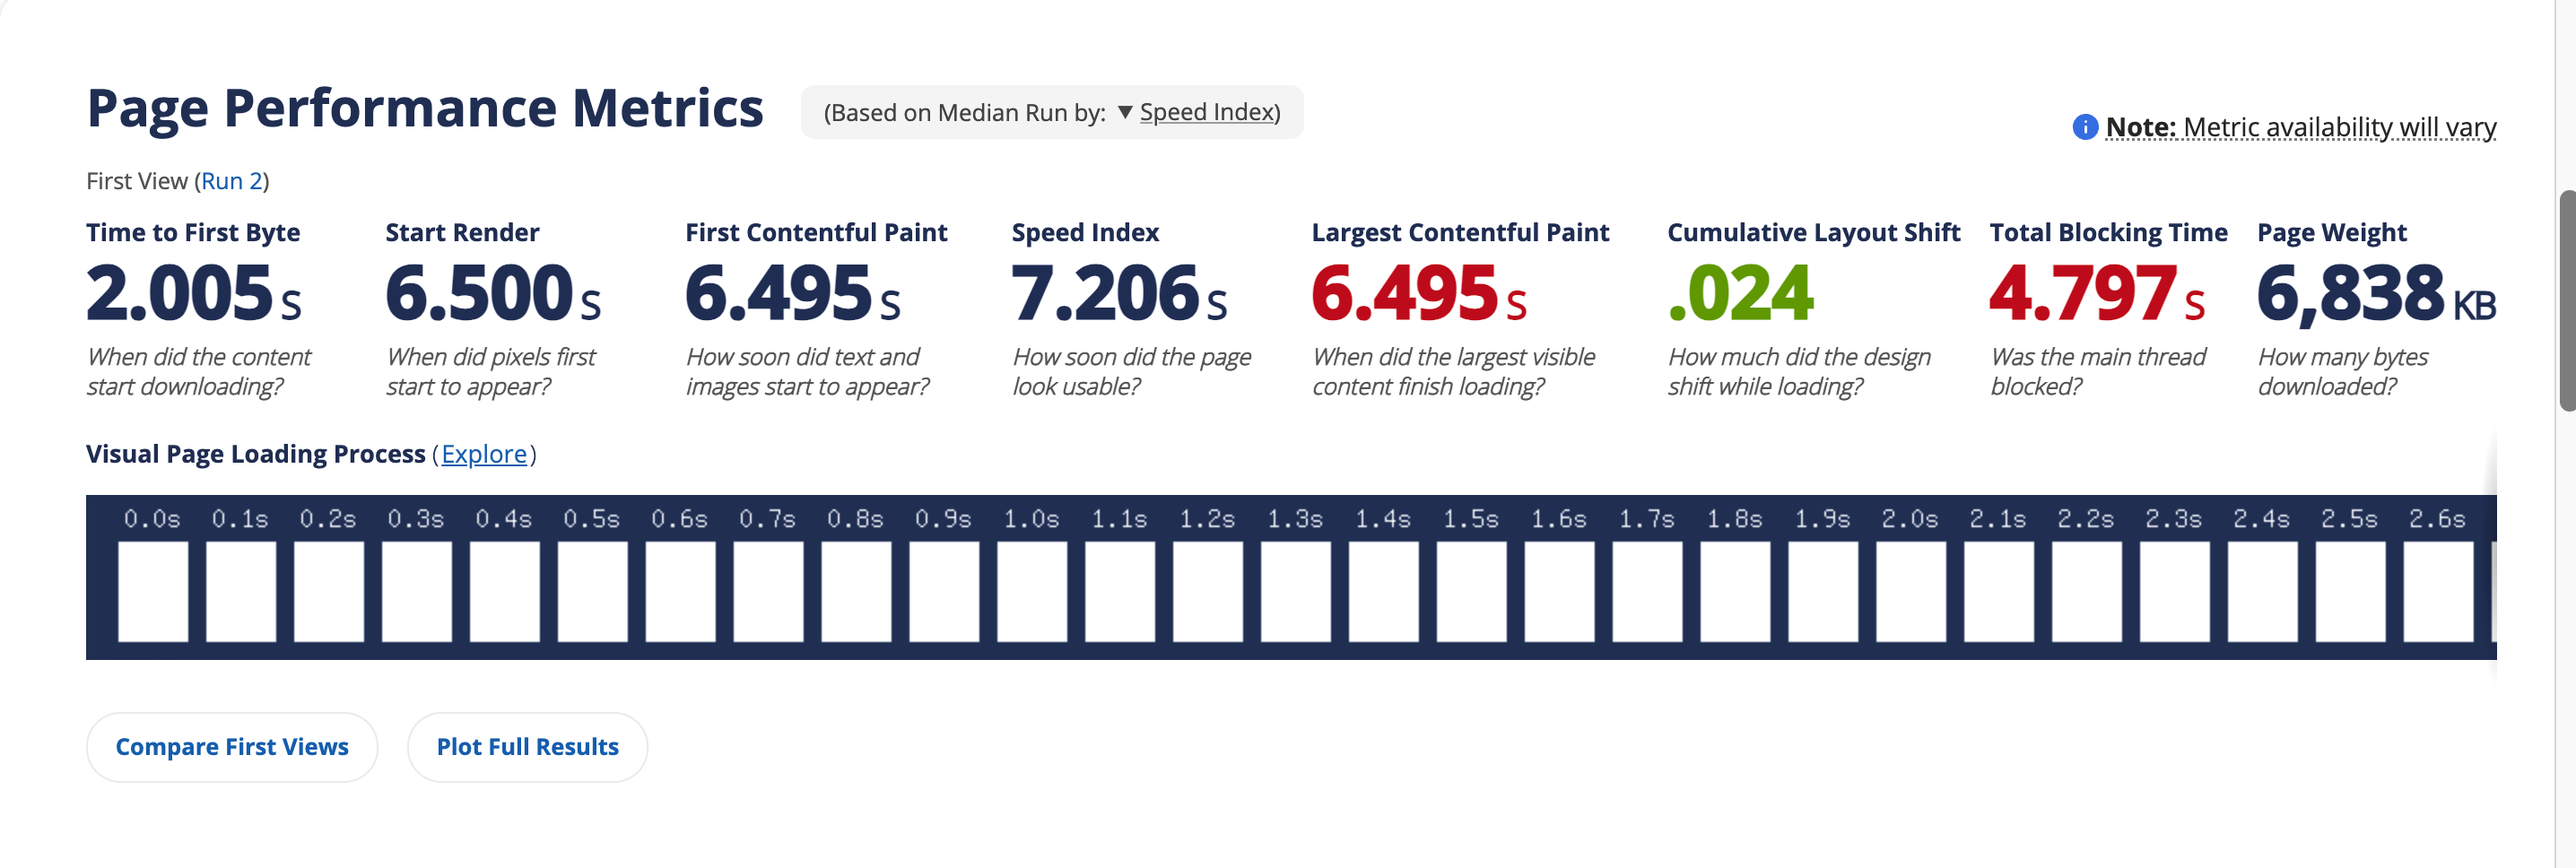 Page Performance Metrics (Based on Median Run by: ▼ Speed Index)
Note: Metric availability will vary
First View (Run 2)
Time to First Byte
2.005 s
When did the content
start downloading?
Start Render
6.500 s
When did pixels first
start to appear?
First Contentful Paint
6.495 s
How soon did text and
images start to appear?
Speed Index
7.206 s
How soon did the page
look usable?
Largest Contentful Paint
6.495 s
When did the largest visible
content finish loading?
Cumulative Layout Shift
.024
How much did the design
shift while loading?
Total Blocking Time
4.797 s
Was the main thread
blocked?
Page Weight
6,838 KB
How many bytes
downloaded?
Visual Page Loading Process (Explore)
0.0s 0.1s 0.2s 0.3s 0.4s 0.5s 0.6s 0.7s 0.8s 0.9s 1.0s 1.1s 1.2s 1.3s 1.4s 1.5s 1.6s 1.7s 1.8s 1.9s 2.0s 2.1s 2.2s 2.3s 2.4s 2.5s 2.6s
Compare First Views Plot Full Results